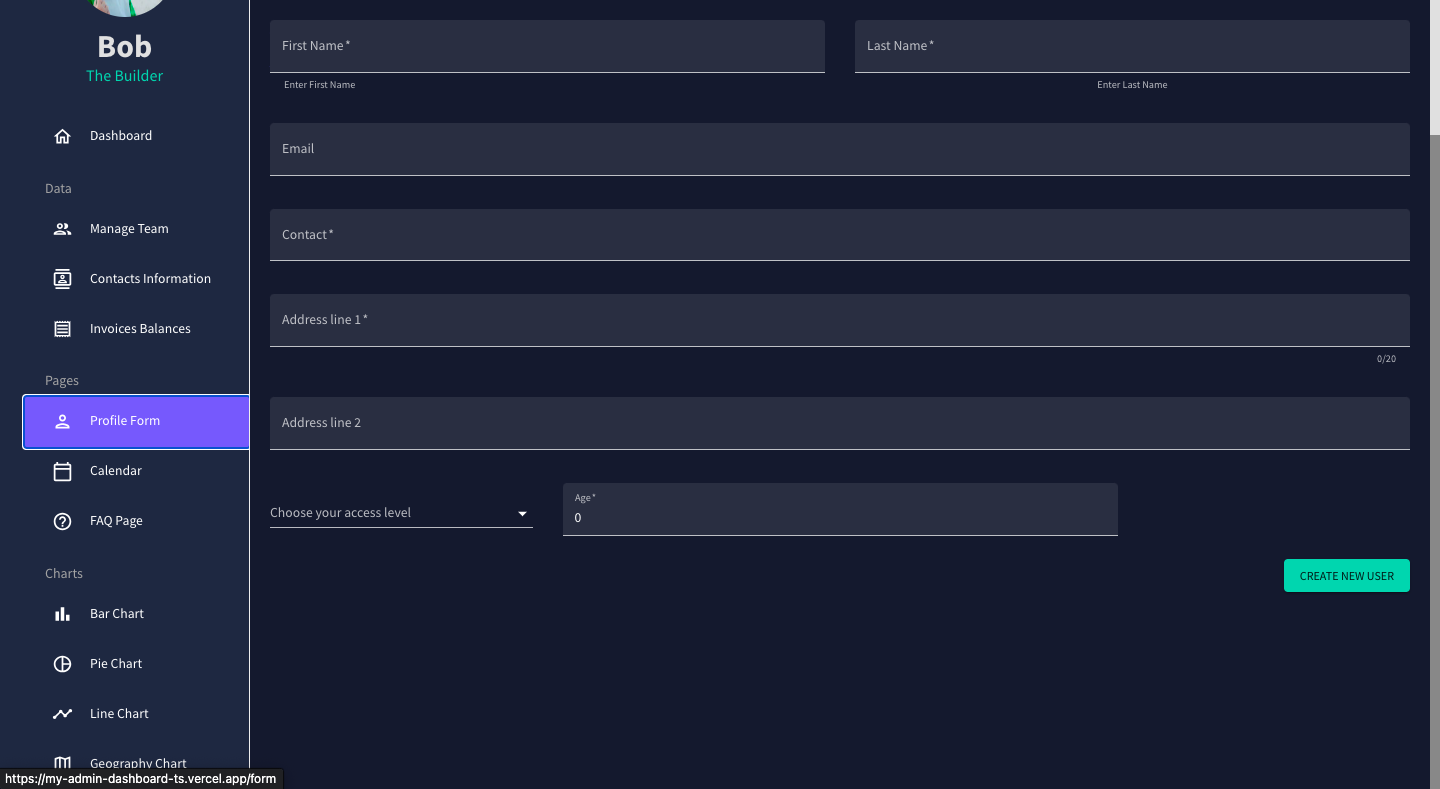 Bob
The Builder
Dashboard
Data
Manage Team
Contacts Information
Invoices Balances
Pages
Profile Form
Calendar
FAQ Page
Charts
Bar Chart
Pie Chart
Line Chart
Geography Chart
https://my-admin-dashboard-ts.vercel.app/form
First Name *
Last Name *
Enter First Name
Enter Last Name
Email
Contact *
Address line 1 *
0/20
Address line 2
Choose your access level
Age *
0
CREATE NEW USER